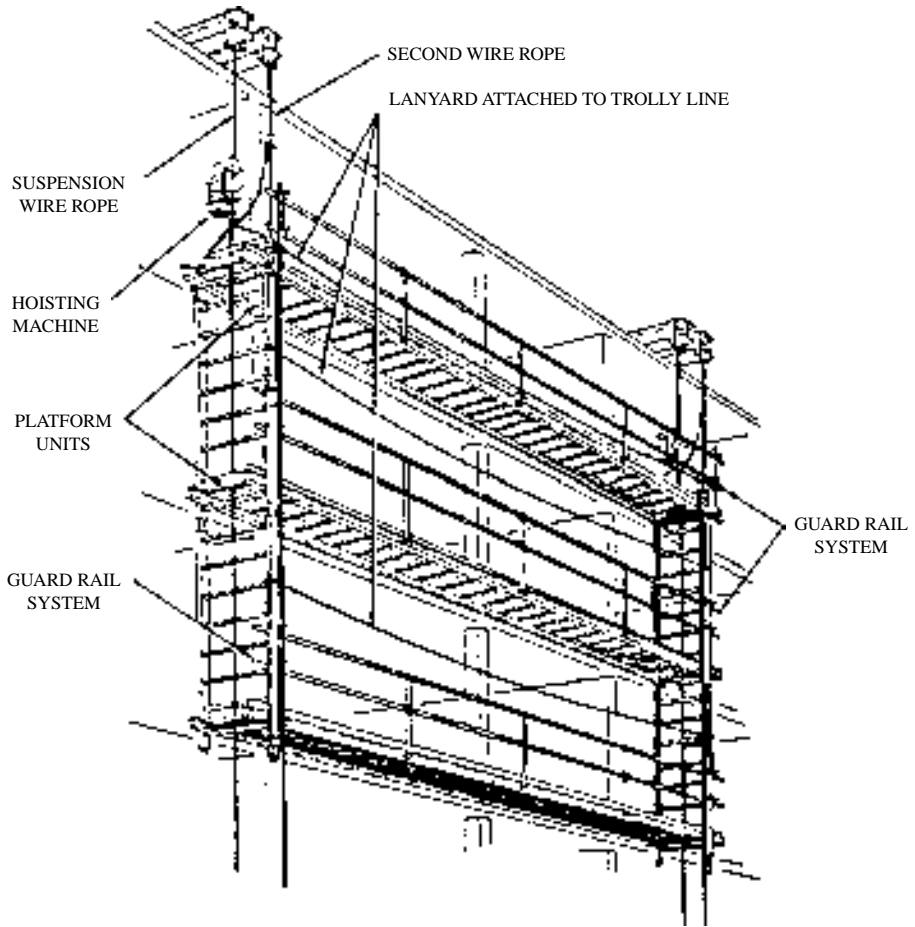 SECOND WIRE ROPE
LANYARD ATTACHED TO TROLLY LINE
SUSPENSION
WIRE ROPE
HOISTING
MACHINE
PLATFORM
UNITS
GUARD RAIL
SYSTEM
GUARD RAIL
SYSTEM